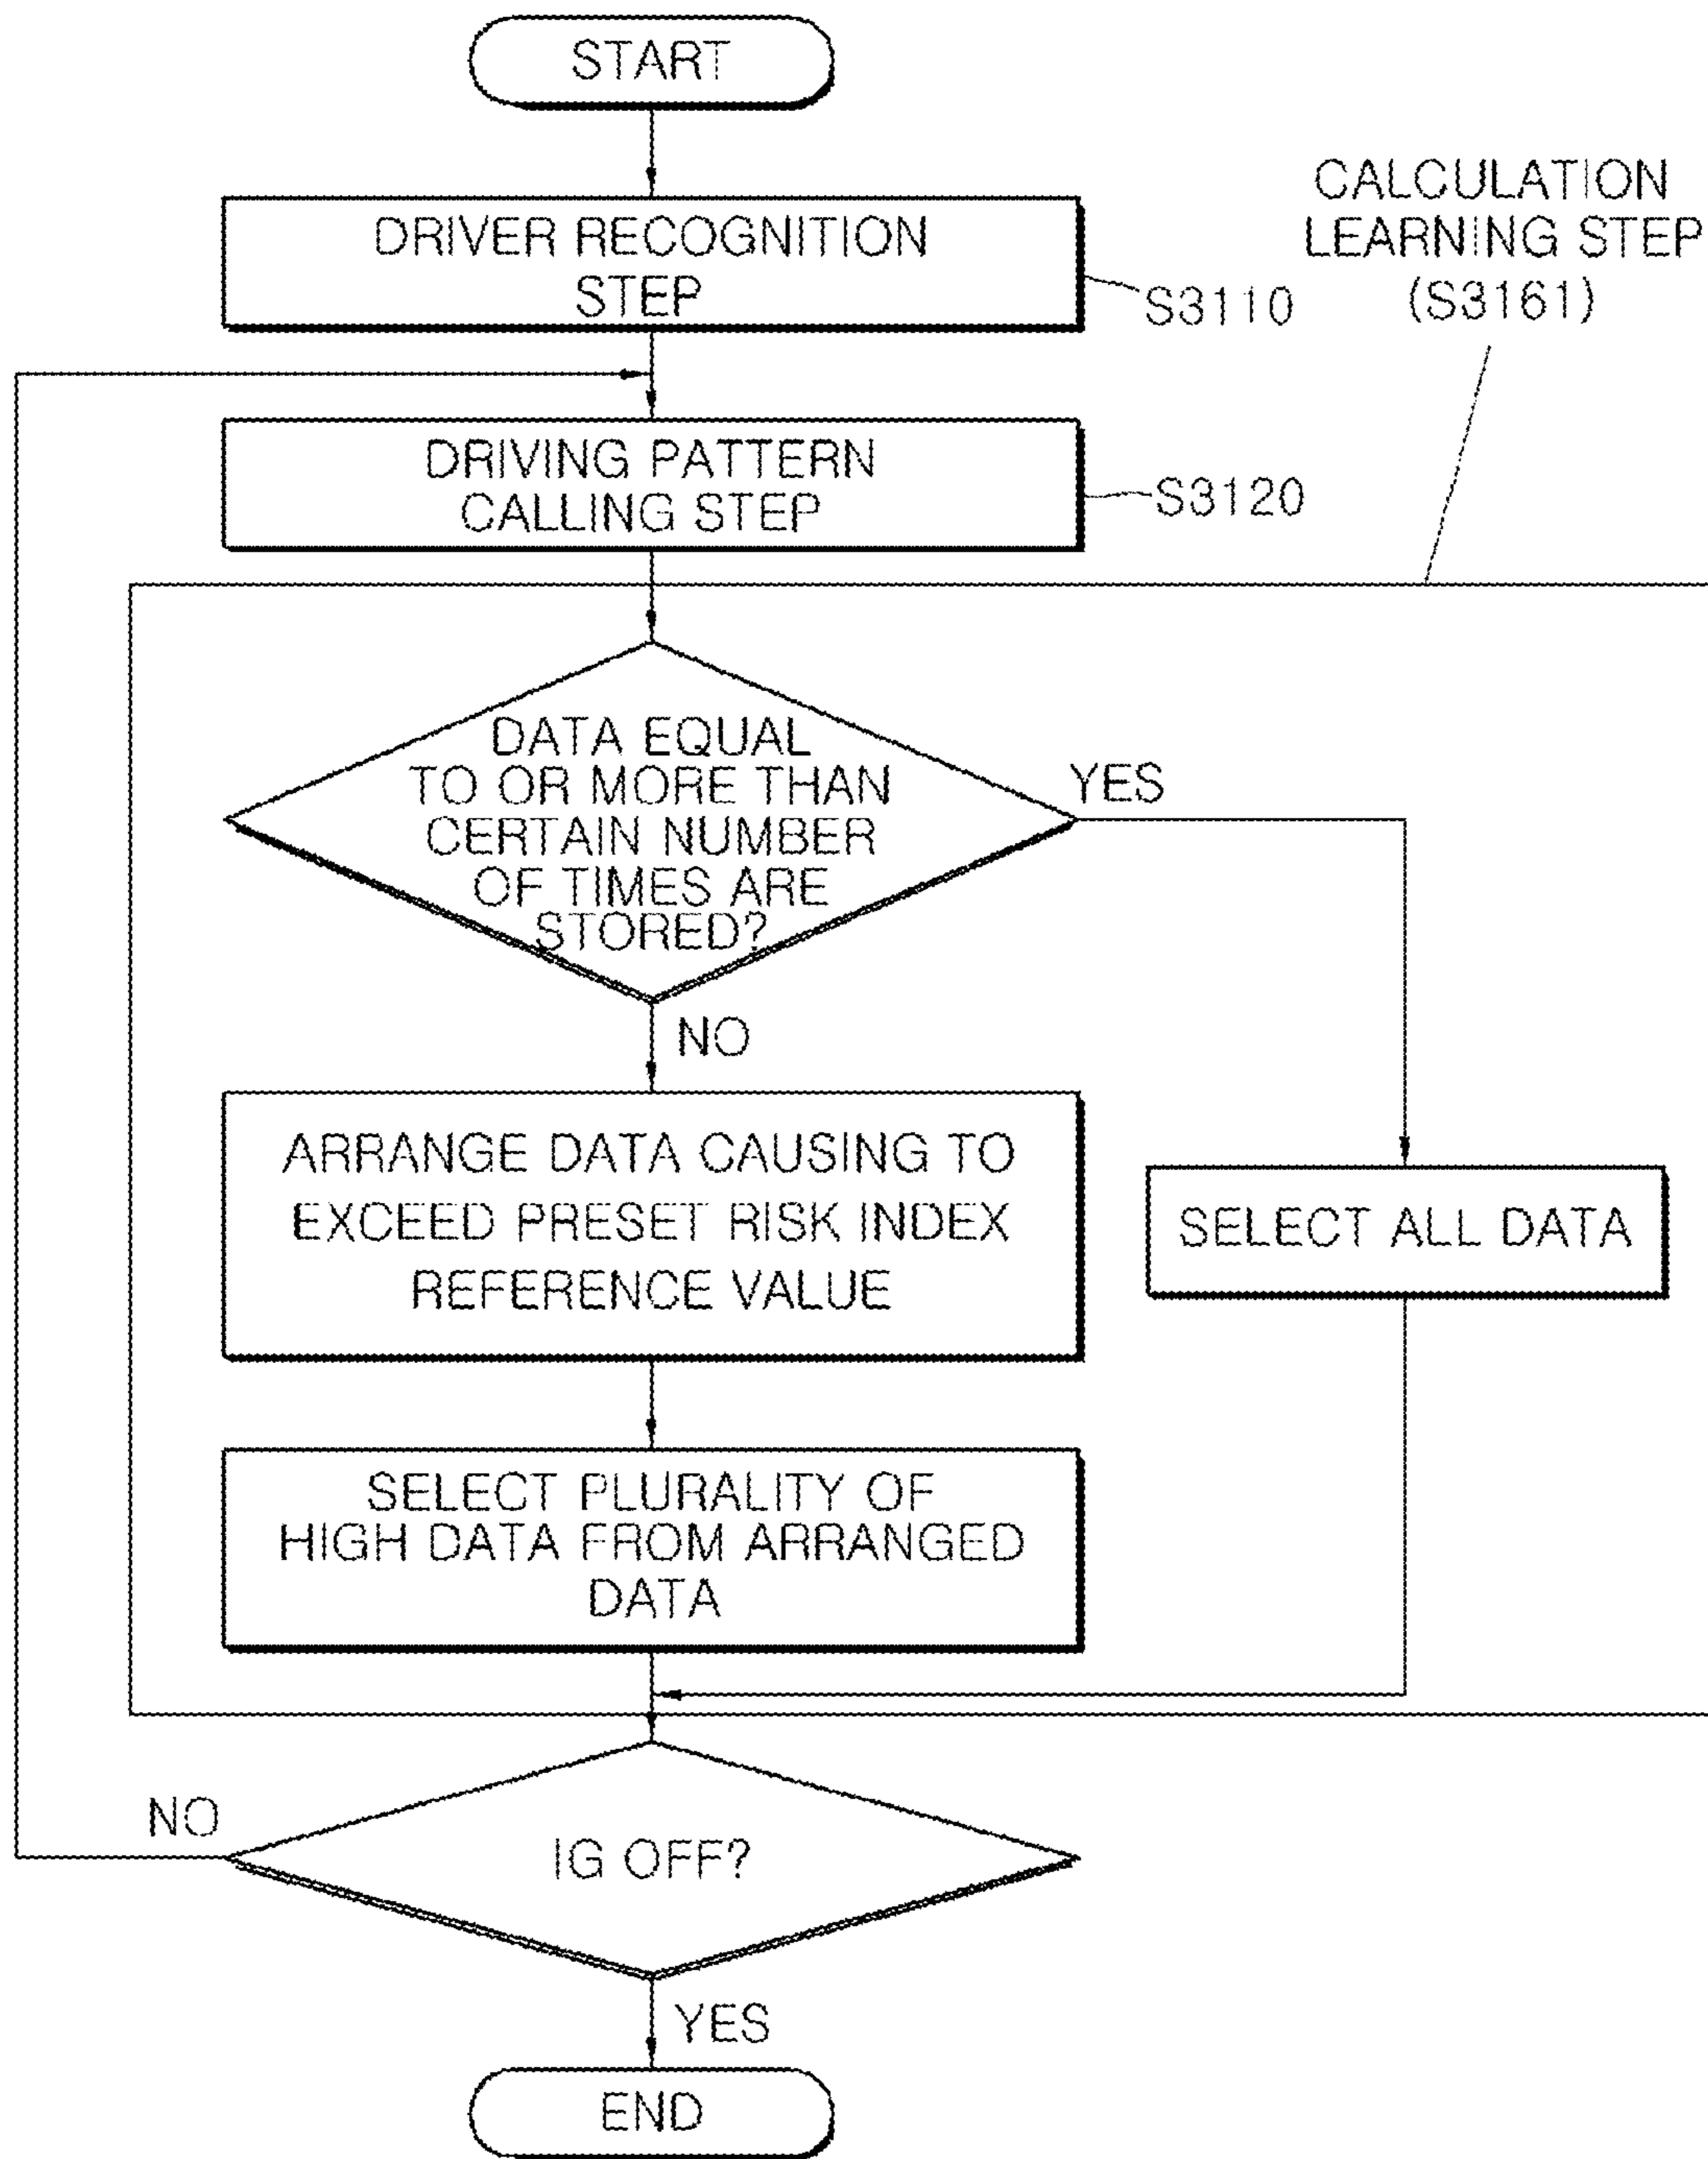 START
DRIVER RECOGNITION
STEP
S3110
CALCULATION
LEARNING STEP
(S3161)
DRIVING PATTERN
CALLING STEP
S3120
DATA EQUAL
TO OR MORE THAN
CERTAIN NUMBER
OF TIMES ARE
STORED?
YES
NO
ARRANGE DATA CAUSING TO
EXCEED PRESET RISK INDEX
REFERENCE VALUE
SELECT ALL DATA
SELECT PLURALITY OF
HIGH DATA FROM ARRANGED
DATA
NO
IG OFF?
YES
END